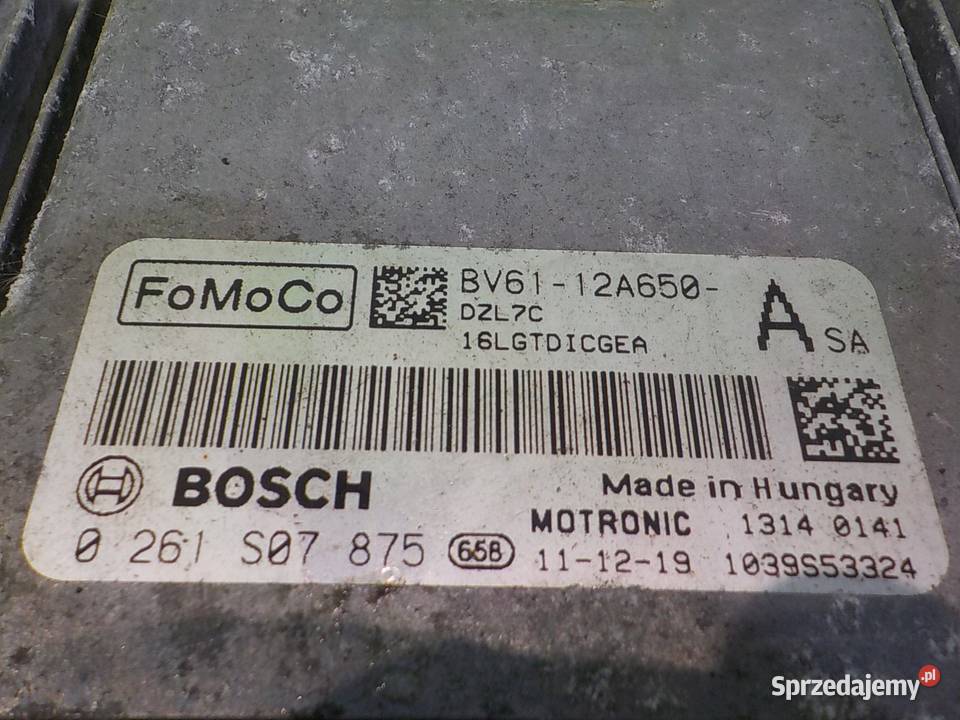 FoMoCo BV61-12A650- A SA
DZL7C
16LGTDICGEA
BOSCH Made in Hungary
MOTRONIC 1314 0141
0 261 S07 875 658 11-12-19 1039S53324
Sprzedajemy.pl